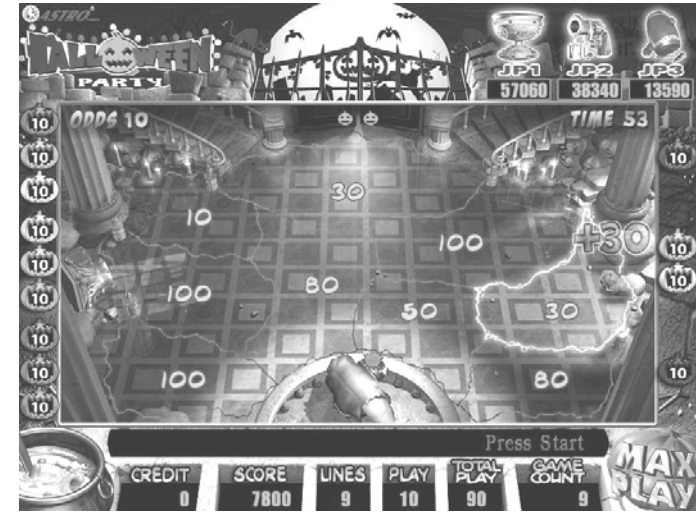 ASTRO
HALLOWEEN
PARTY
JP1 JP2 JP3
57060 38340 13590
ODDS 10
TIME 53
10
10
10
10
10
10
10
10
10
10
10
10
10
30
10
100
+30
100
80
50
30
100
80
Press Start
CREDIT SCORE LINES PLAY TOTAL PLAY GAME COUNT
0 7800 9 10 90 9
MAX PLAY